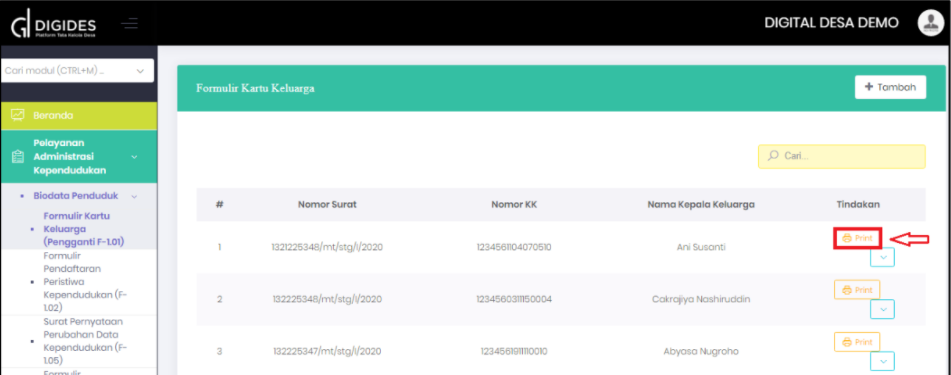 DIGIDES
Platform Tata Kelola Desa
DIGITAL DESA DEMO
Cari modul (CTRL+M)...
Beranda
Pelayanan
Administrasi
Kependudukan
Biodata Penduduk
Formulir Kartu
Keluarga
(Pengganti F-1.01)
Formulir
Pendaftaran
Peristiwa
Kependudukan (F-
1.02)
Surat Pernyataan
Perubahan Data
Kependudukan (F-
1.05)
Formulir
Formulir Kartu Keluarga
+ Tambah
Cari...
# Nomor Surat Nomor KK Nama Kepala Keluarga Tindakan
1 1321225348/mt/stg/I/2020 1234561104070510 Ani Susanti Print
2 132225348/mt/stg/I/2020 1234560311150004 Cakrajiya Nashiruddin Print
3 132225347/mt/stg/I/2020 1234561911110010 Abyasa Nugroho Print